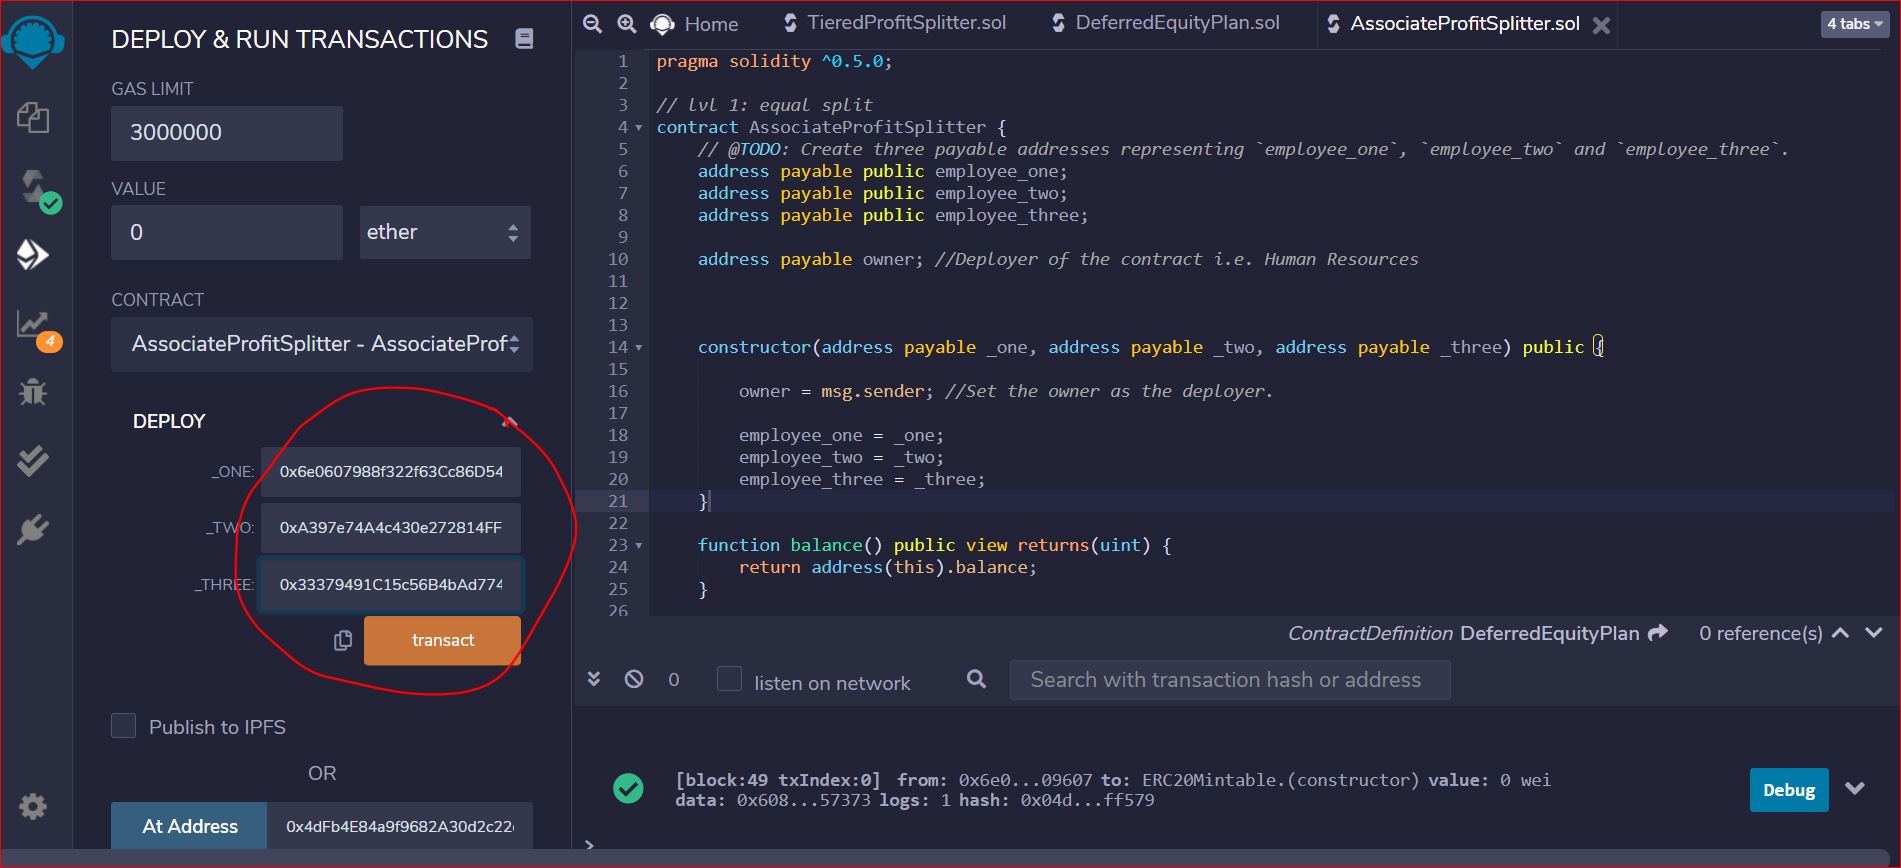 DEPLOY & RUN TRANSACTIONS
GAS LIMIT
3000000
VALUE
0
ether
CONTRACT
AssociateProfitSplitter - AssociateProf
4
DEPLOY
_ONE:
0x6e0607988f322f63Cc86D54
_TWO:
0xA397e74A4c430e272814FF
_THREE:
0x33379491C15c56B4bAd774
transact
Publish to IPFS
OR
At Address
0x4dFb4E84a9f9682A30d2c22
Home
TieredProfitSplitter.sol
DeferredEquityPlan.sol
AssociateProfitSplitter.sol
4 tabs
1 pragma solidity ^0.5.0;
2
3 // lvl 1: equal split
4 contract AssociateProfitSplitter {
5 // @TODO: Create three payable addresses representing `employee_one`, `employee_two` and `employee_three`.
6 address payable public employee_one;
7 address payable public employee_two;
8 address payable public employee_three;
9
10 address payable owner; //Deployer of the contract i.e. Human Resources
11
12
13
14 constructor(address payable _one, address payable _two, address payable _three) public {
15
16 owner = msg.sender; //Set the owner as the deployer.
17
18 employee_one = _one;
19 employee_two = _two;
20 employee_three = _three;
21 }
22
23 function balance() public view returns(uint) {
24 return address(this).balance;
25 }
26
ContractDefinition DeferredEquityPlan 0 reference(s)
0
listen on network
Search with transaction hash or address
[block:49 txIndex:0] from: 0x6e0...09607 to: ERC20Mintable.(constructor) value: 0 wei
data: 0x608...57373 logs: 1 hash: 0x04d...ff579
Debug
>